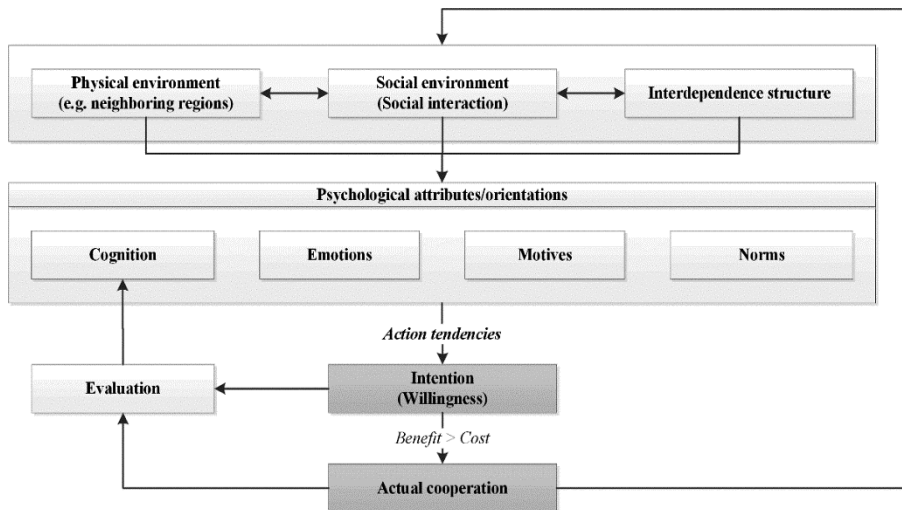 Physical environment
(e.g. neighboring regions)
Social environment
(Social interaction)
Interdependence structure
Psychological attributes/orientations
Cognition
Emotions
Motives
Norms
Action tendencies
Evaluation
Intention
(Willingness)
Benefit > Cost
Actual cooperation